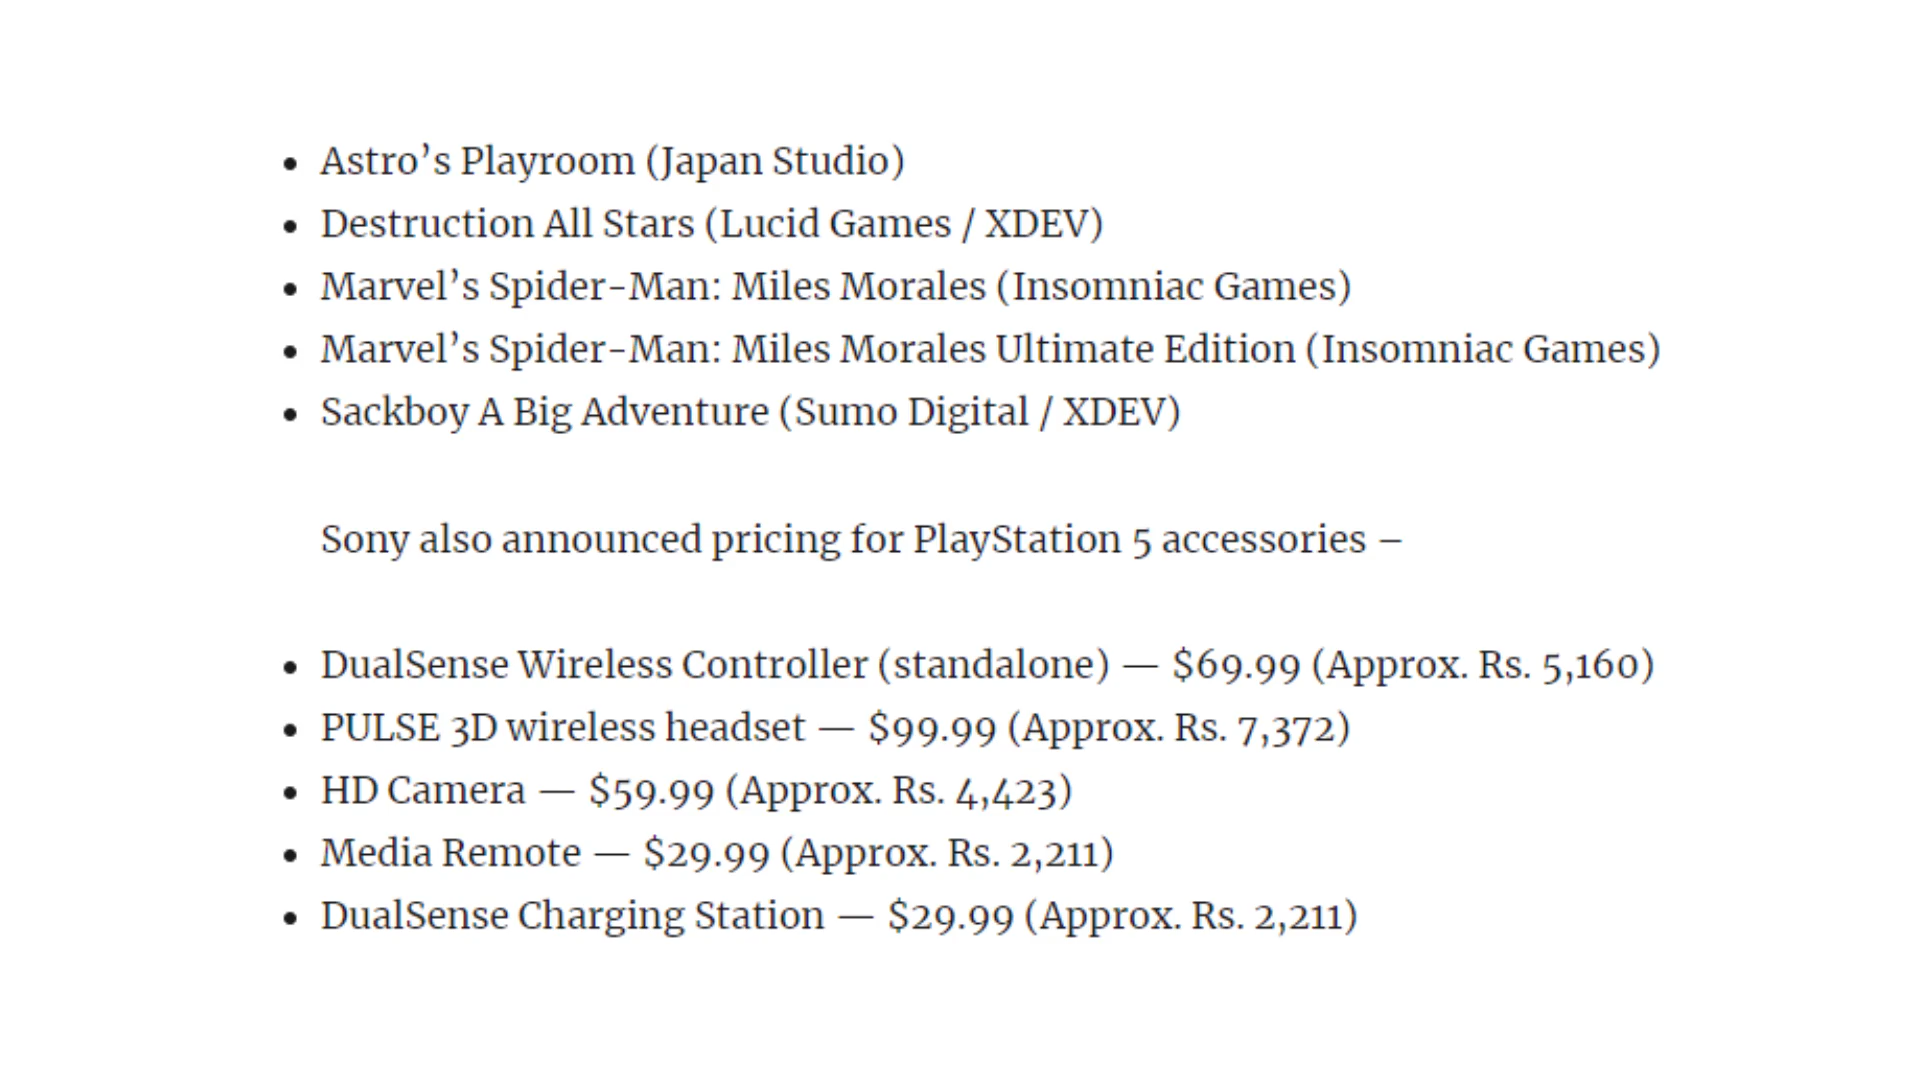 • Astro’s Playroom (Japan Studio)
• Destruction All Stars (Lucid Games / XDEV)
• Marvel’s Spider-Man: Miles Morales (Insomniac Games)
• Marvel’s Spider-Man: Miles Morales Ultimate Edition (Insomniac Games)
• Sackboy A Big Adventure (Sumo Digital / XDEV)
Sony also announced pricing for PlayStation 5 accessories –
• DualSense Wireless Controller (standalone) — $69.99 (Approx. Rs. 5,160)
• PULSE 3D wireless headset — $99.99 (Approx. Rs. 7,372)
• HD Camera — $59.99 (Approx. Rs. 4,423)
• Media Remote — $29.99 (Approx. Rs. 2,211)
• DualSense Charging Station — $29.99 (Approx. Rs. 2,211)